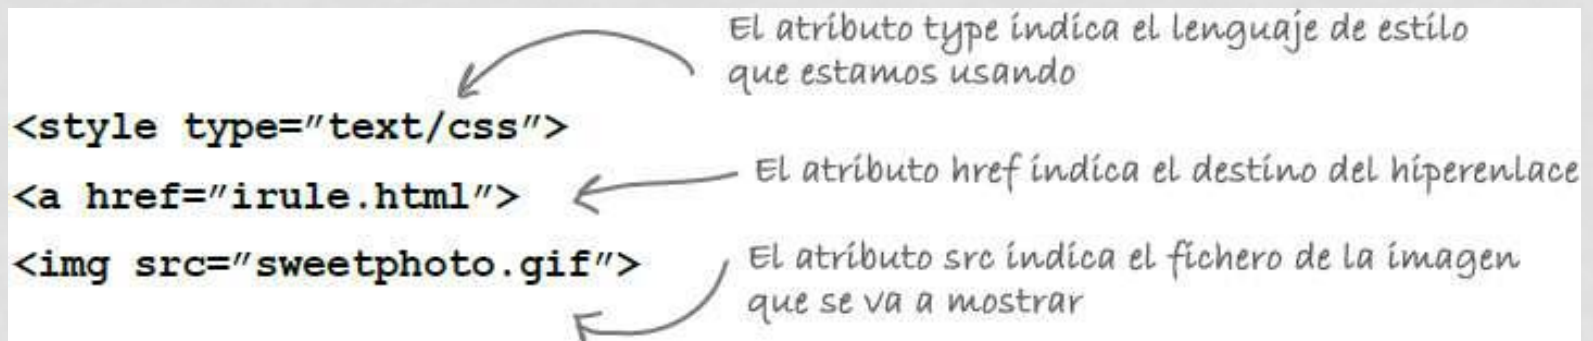 El atributo type indica el lenguaje de estilo
que estamos usando
<style type="text/css">
El atributo href indica el destino del hiperenlace
<a href="irule.html">
<img src="sweetphoto.gif">
El atributo src indica el fichero de la imagen
que se va a mostrar